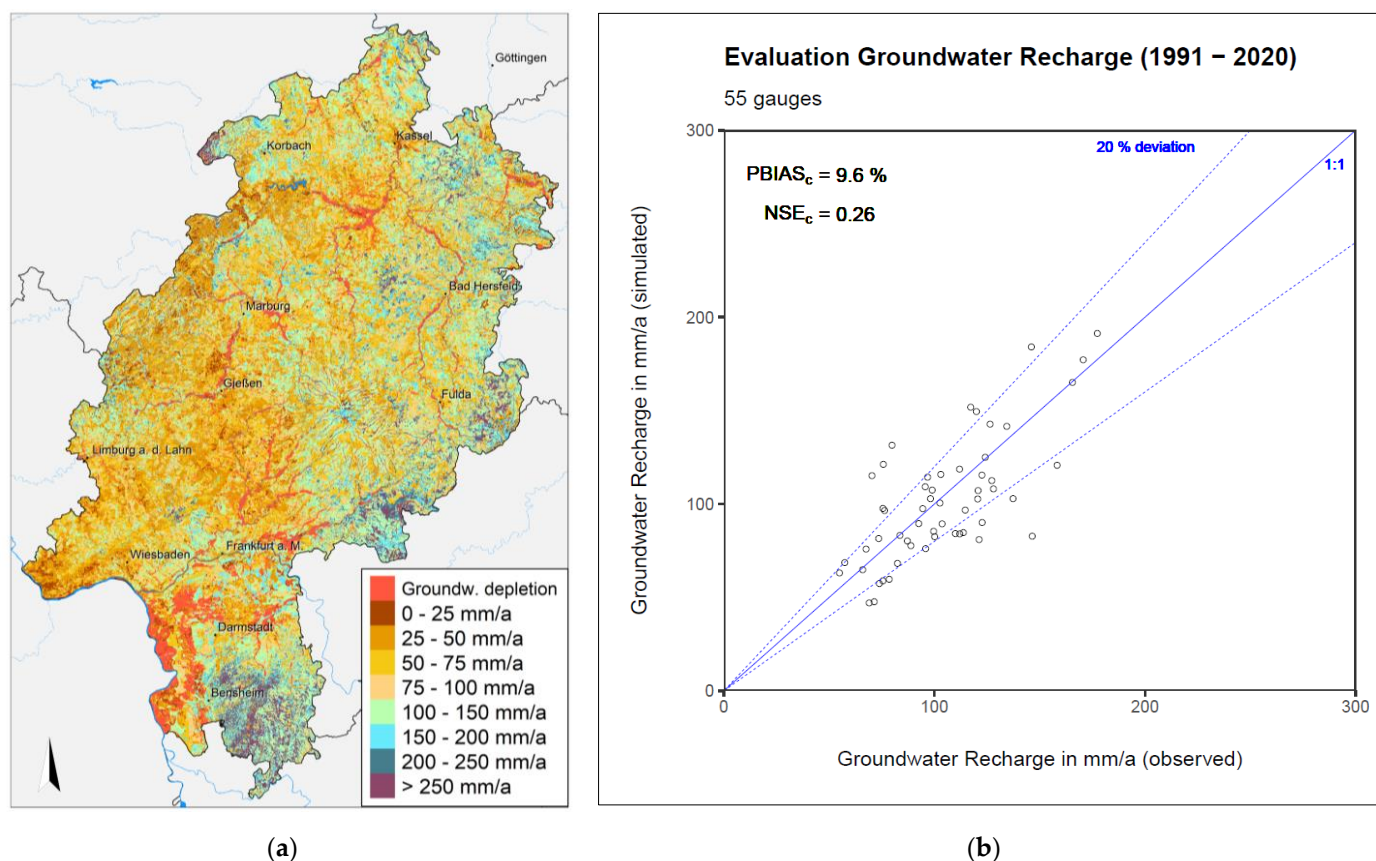 Göttingen
Kassel
Korbach
Bad Hersfeld
Marburg
Gießen
Fulda
Limburg a. d. Lahn
Wiesbaden
Frankfurt a. M.
Darmstadt
Bensheim
Groundw. depletion
0 - 25 mm/a
25 - 50 mm/a
50 - 75 mm/a
75 - 100 mm/a
100 - 150 mm/a
150 - 200 mm/a
200 - 250 mm/a
> 250 mm/a
(a)
Evaluation Groundwater Recharge (1991 − 2020)
55 gauges
300
200
100
0
Groundwater Recharge in mm/a (simulated)
20 % deviation
1:1
PBIASc = 9.6 %
NSEc = 0.26
0 100 200 300
Groundwater Recharge in mm/a (observed)
(b)